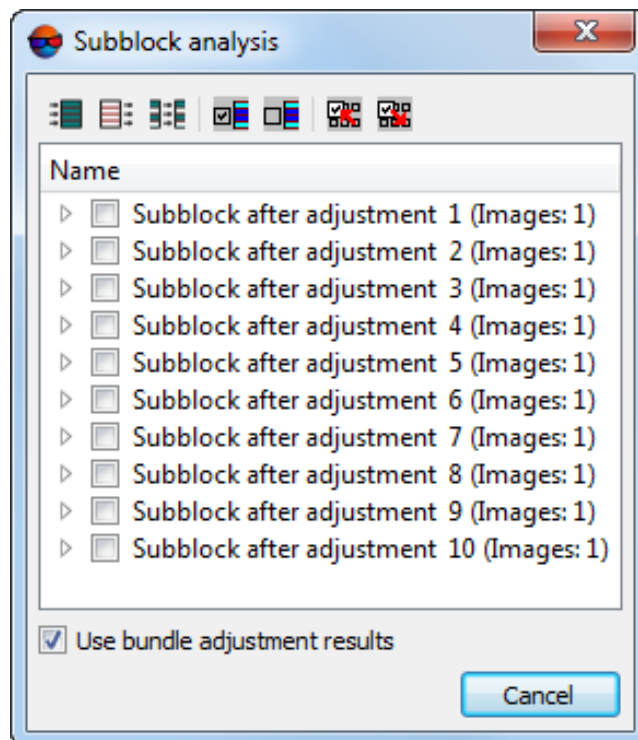 Subblock analysis
Name
Subblock after adjustment 1 (Images: 1)
Subblock after adjustment 2 (Images: 1)
Subblock after adjustment 3 (Images: 1)
Subblock after adjustment 4 (Images: 1)
Subblock after adjustment 5 (Images: 1)
Subblock after adjustment 6 (Images: 1)
Subblock after adjustment 7 (Images: 1)
Subblock after adjustment 8 (Images: 1)
Subblock after adjustment 9 (Images: 1)
Subblock after adjustment 10 (Images: 1)
Use bundle adjustment results
Cancel